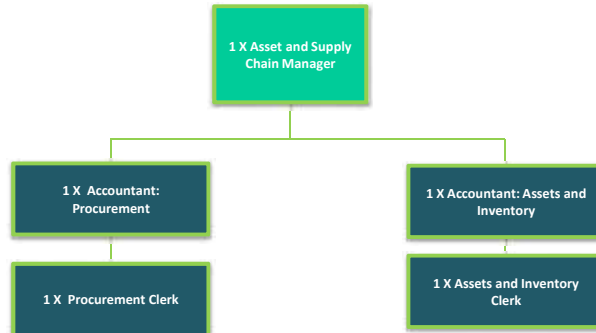 1 X Asset and Supply
Chain Manager
1 X Accountant:
Procurement
1 X Accountant: Assets and
Inventory
1 X Procurement Clerk
1 X Assets and Inventory
Clerk